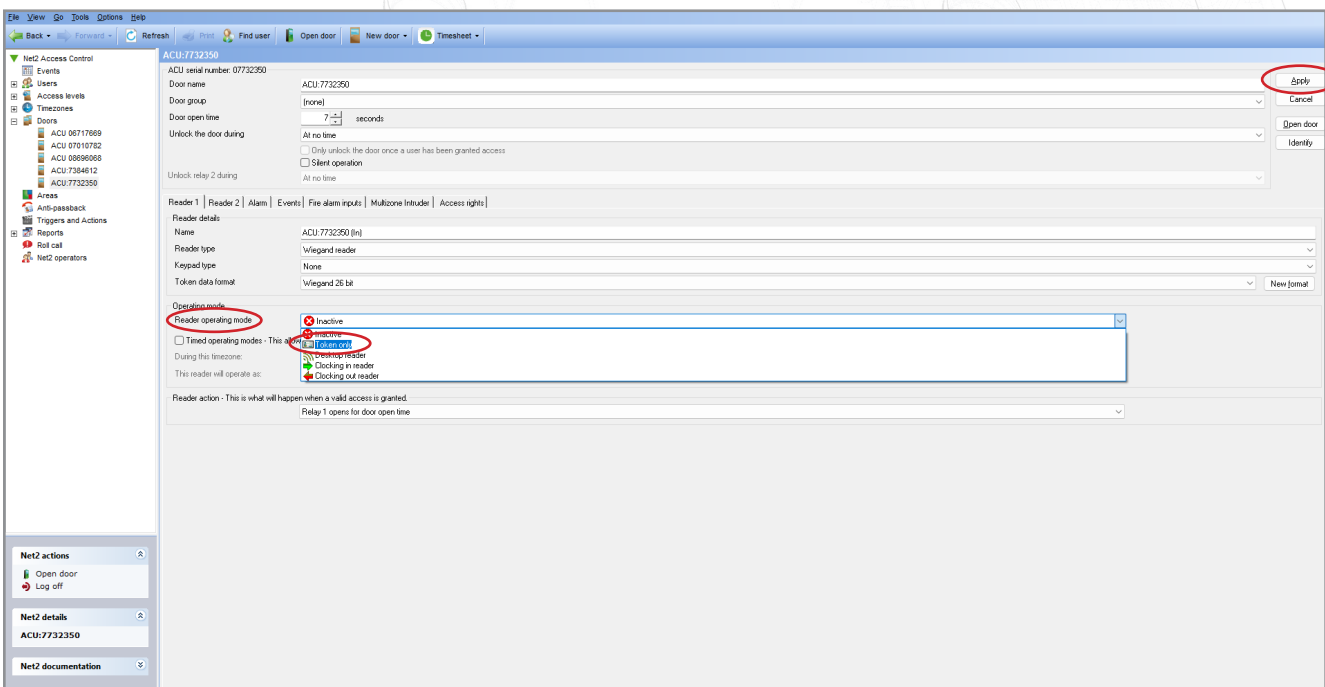 File View Go Tools Options Help
Back Forward Refresh Print Find user Open door New door Timesheet
Net2 Access Control
Events
Users
Access levels
Timezones
Doors
ACU 06717669
ACU 07010782
ACU 08696068
ACU:7384612
ACU:7732350
Areas
Anti-passback
Triggers and Actions
Reports
Roll call
Net2 operators
Net2 actions
Open door
Log off
Net2 details
ACU:7732350
Net2 documentation
ACU:7732350
ACU serial number: 07732350
Door name ACU:7732350
Door group (none)
Door open time 7 seconds
Unlock the door during At no time
Only unlock the door once a user has been granted access
Silent operation
Unlock relay 2 during At no time
Apply
Cancel
Open door
Identify
Reader 1 Reader 2 Alarm Events Fire alarm inputs Multizone Intruder Access rights
Reader details
Name ACU:7732350 (In)
Reader type Wiegand reader
Keypad type None
Token data format Wiegand 26 bit New format
Operating mode
Reader operating mode Inactive
Inactive
Token only
Desktop reader
Clocking in reader
Clocking out reader
Timed operating modes - This allow
During this timezone:
This reader will operate as:
Reader action - This is what will happen when a valid access is granted.
Relay 1 opens for door open time